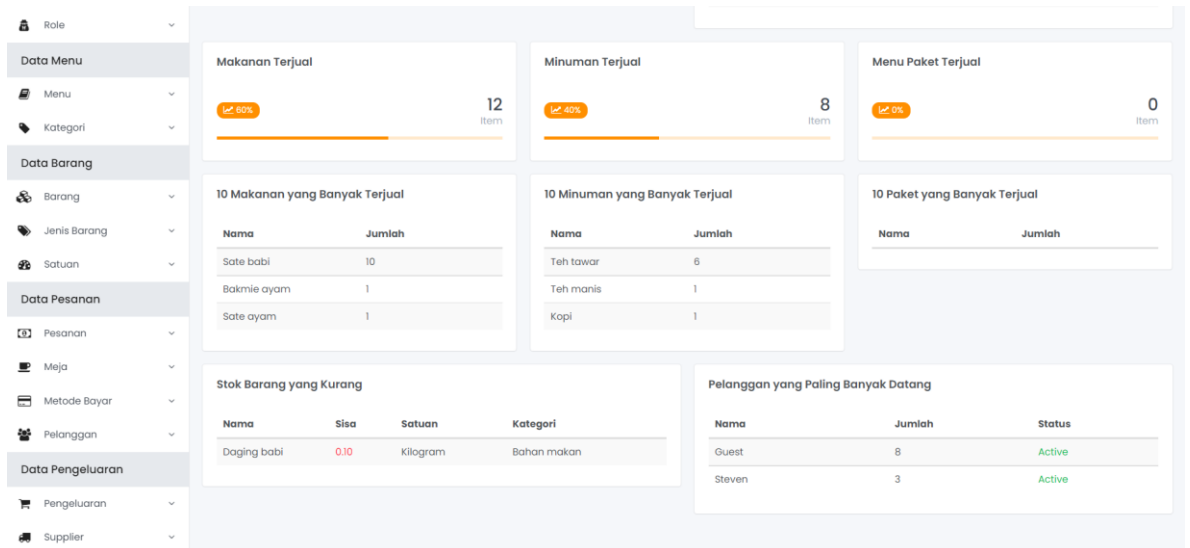 Role
Data Menu
Menu
Kategori
Data Barang
Barang
Jenis Barang
Satuan
Data Pesanan
Pesanan
Meja
Metode Bayar
Pelanggan
Data Pengeluaran
Pengeluaran
Supplier
Makanan Terjual
60%
12
Item
Minuman Terjual
40%
8
Item
Menu Paket Terjual
0%
0
Item
10 Makanan yang Banyak Terjual
Nama Jumlah
Sate babi 10
Bakmie ayam 1
Sate ayam 1
10 Minuman yang Banyak Terjual
Nama Jumlah
Teh tawar 6
Teh manis 1
Kopi 1
10 Paket yang Banyak Terjual
Nama Jumlah
Stok Barang yang Kurang
Nama Sisa Satuan Kategori
Daging babi 0.10 Kilogram Bahan makan
Pelanggan yang Paling Banyak Datang
Nama Jumlah Status
Guest 8 Active
Steven 3 Active